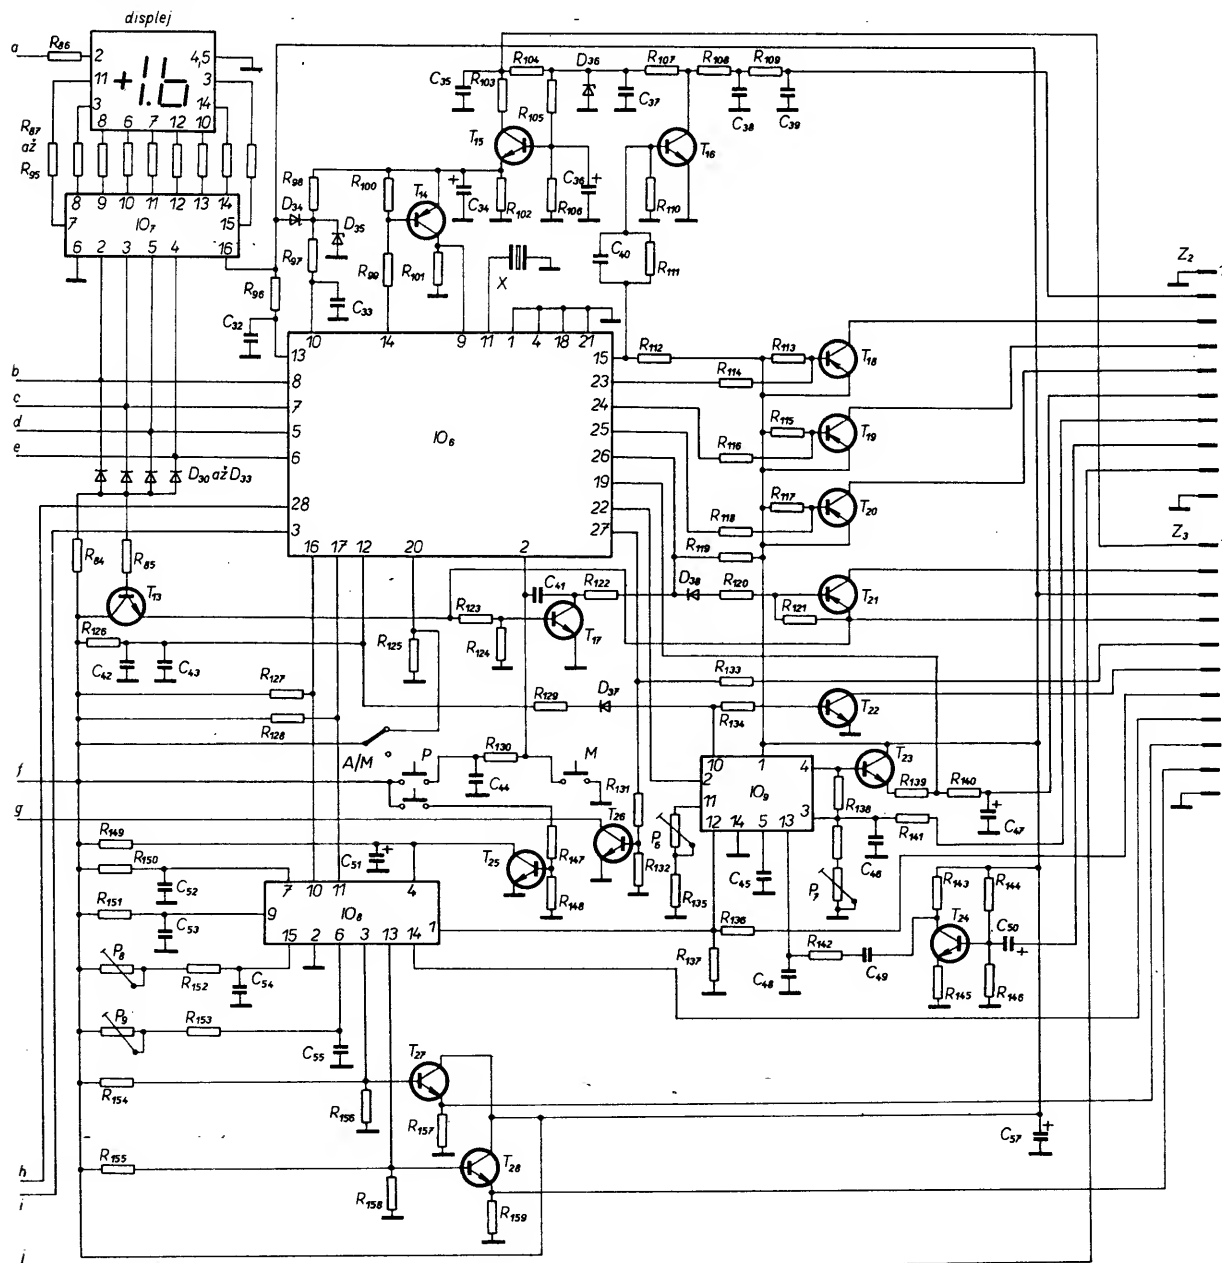 displej
a R86 2 4,5
11 +1.6 3
3 14
8 6 7 12 10
R87
až
R95
8 9 10 11 12 13 14
7 IO7 15
6 2 3 5 4 16
C35 R103 R104 D36 R107 R108 R109
R105 C37 C38 C39
T15 T16
R98 R100 T14 C34 R102 R106 C36 R110
D34 D35
R97 R99 R101 X C40 R111
R96 C33
C32
10 14 9 11 1 4 18 21
13 15 R112 R113 T18
b 8 23 R114
c 7 24 R115 T19
d 5 IO6 25 R116
e 6 26
D30 až D33 19 R117 T20
28 22 R118
3 27 R119
16 17 12 20 2
R84 R85 C41 R122 D38 R120 T21
T13 R123 T17 R121
R126 R125 R124
C42 C43 R133
R127 R129 D37 R134 T22
R128
A/M P R130 M
f C44 R131
10 1 4 T23
2 IO9 R139 R140
11 R138 C47
12 14 5 13 3 R141
g T26 P6 C46
R149 C51 T25 R147 R132 R135 C45 P7
R150 C52 R148
7 10 11 4
R151 9 IO8 1 R136
C53 15 2 6 3 13 14
R143 R144
T24 C50
P8 R152 C54 R137 R142 C49 R145 R146
C48
P9 R153
C55
T27
R154 R156 R157
C57
R155 T28
h R158
i R159
j
Z2 1
Z3 1